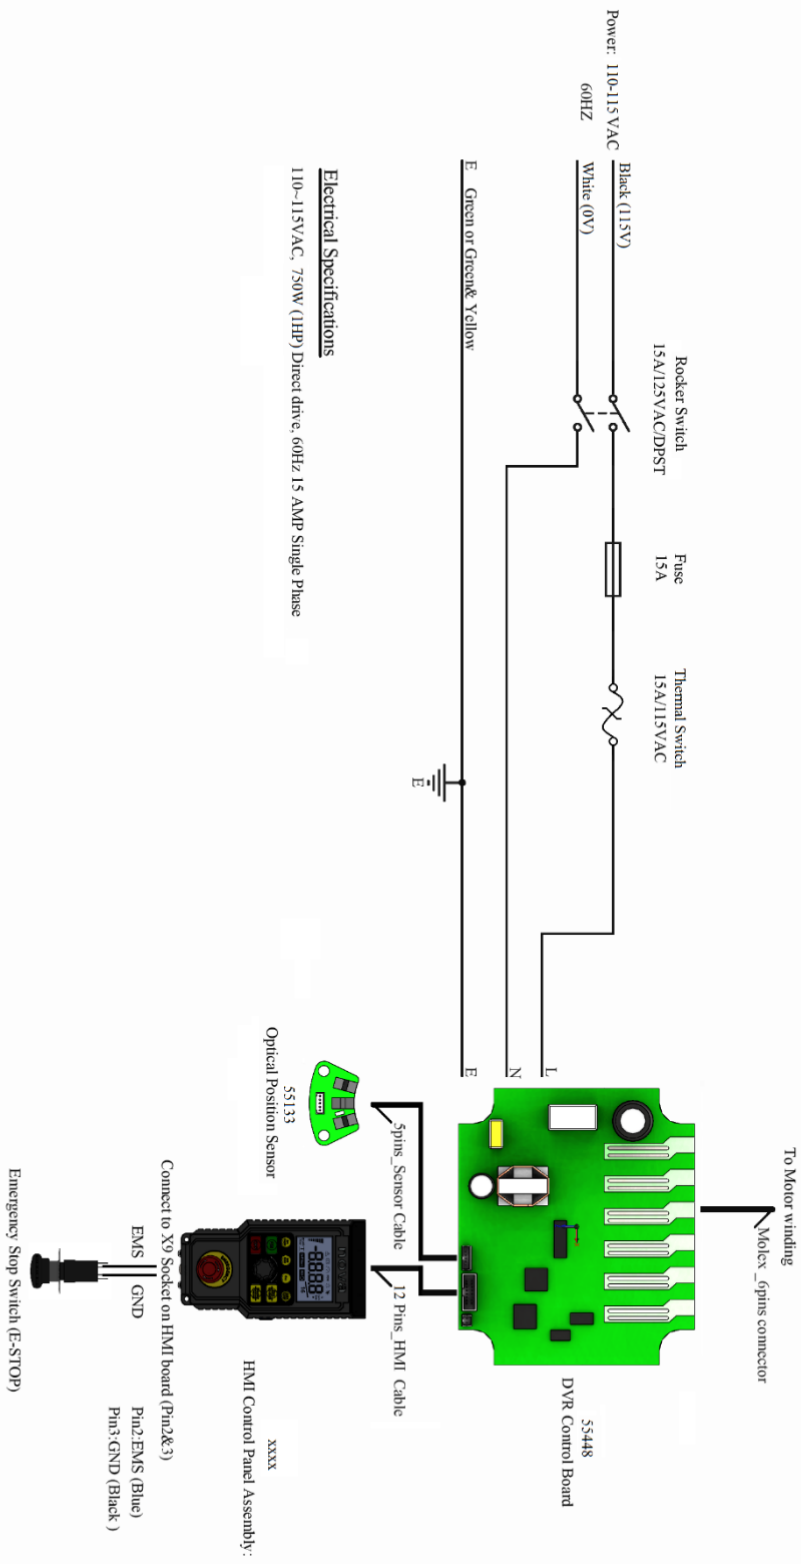 Power:  110-115 VAC
60HZ
Black (115V)
White (0V)
E    Green or Green& Yellow
Rocker Switch
15A/125VAC/DPST
Fuse
15A
Thermal Switch
15A/115VAC
E
L
N
E
Electrical Specifications
110~115VAC,  750W (1HP) Direct drive, 60Hz 15 AMP Single Phase
To Motor winding
Molex _6pins connector
55448
DVR Control Board
5pins_Sensor Cable
12 Pins_HMI  Cable
55133
Optical Position Sensor
xxxx
HMI Control Panel Assembly:
Connect to X9 Socket on HMI board (Pin2&3)
EMS
GND
Pin2:EMS (Blue)
Pin3:GND (Black )
Emergency Stop Switch (E-STOP)